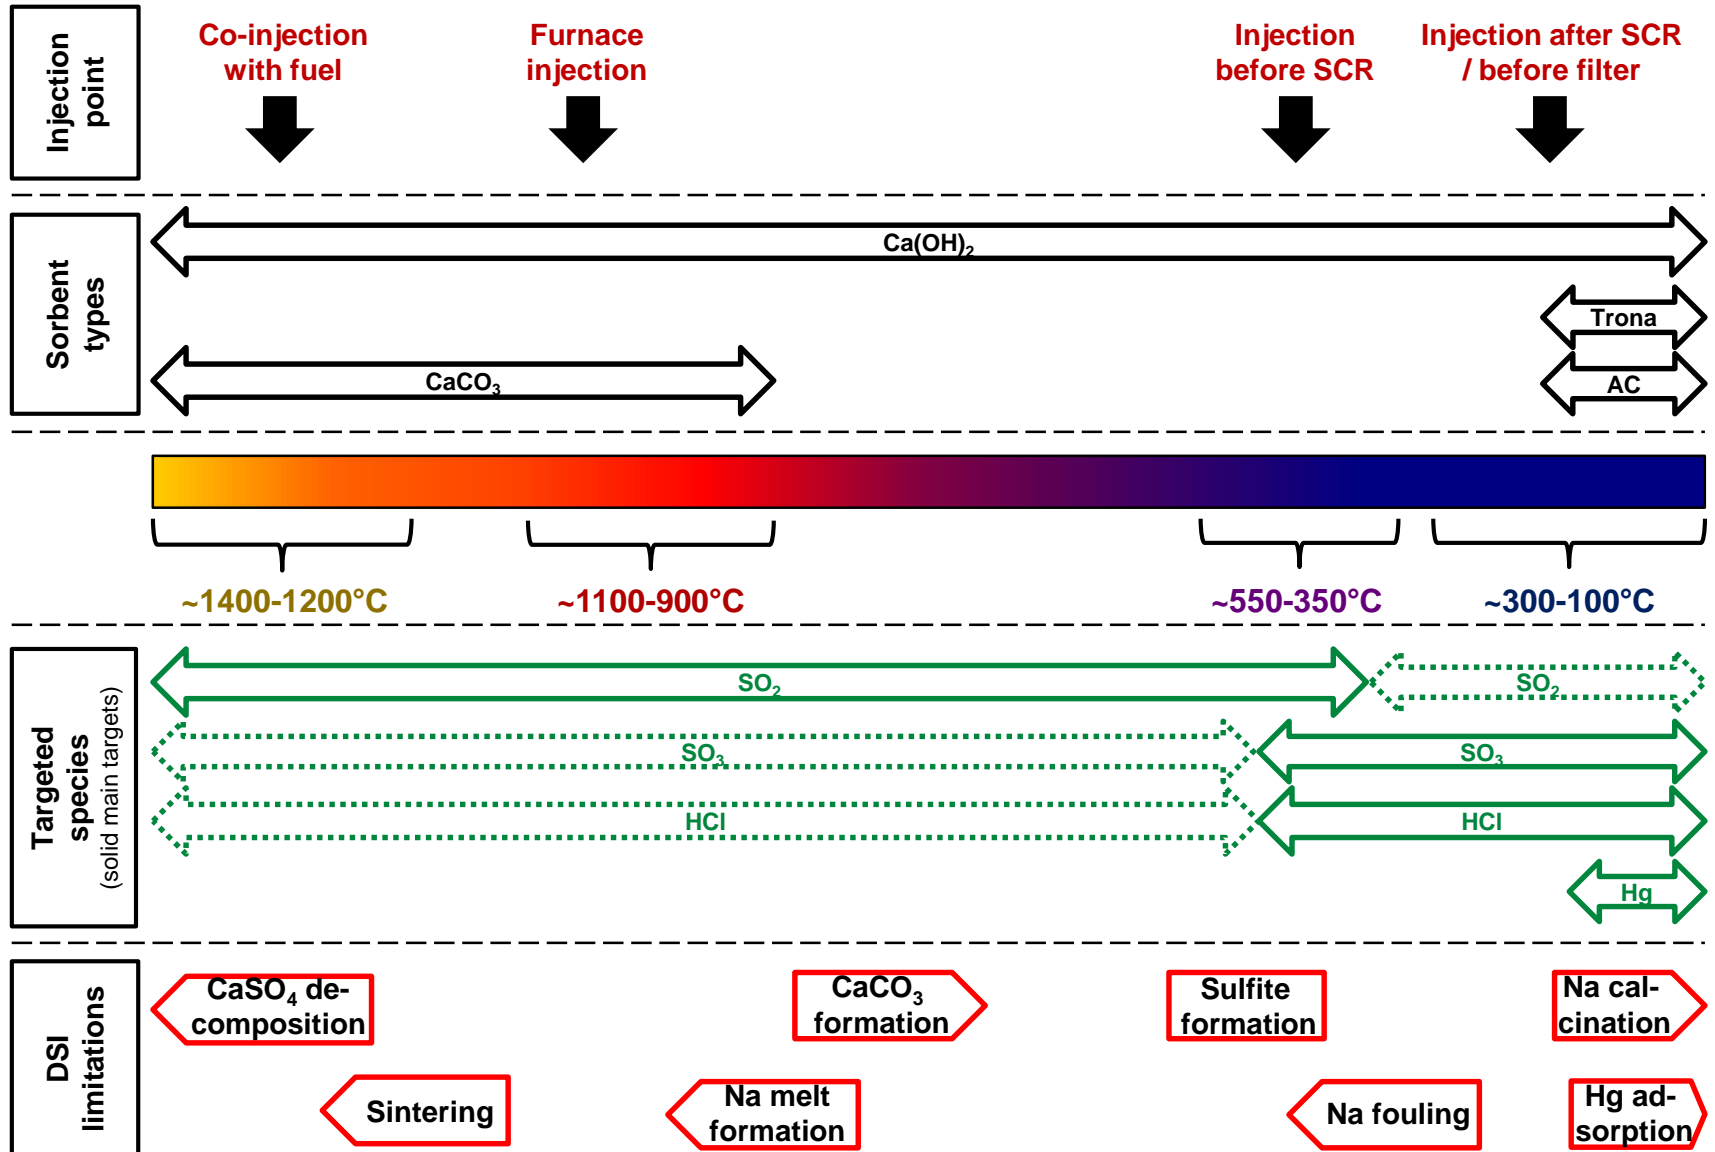 Injection
point
Co-injection
with fuel
Furnace
injection
Injection
before SCR
Injection after SCR
/ before filter
Sorbent
types
Ca(OH)₂
Trona
CaCO₃
AC
~1400-1200°C
~1100-900°C
~550-350°C
~300-100°C
Targeted
species
(solid main targets)
SO₂
SO₂
SO₃
SO₃
HCl
HCl
Hg
DSI
limitations
CaSO₄ de-
composition
CaCO₃
formation
Sulfite
formation
Na cal-
cination
Sintering
Na melt
formation
Na fouling
Hg ad-
sorption